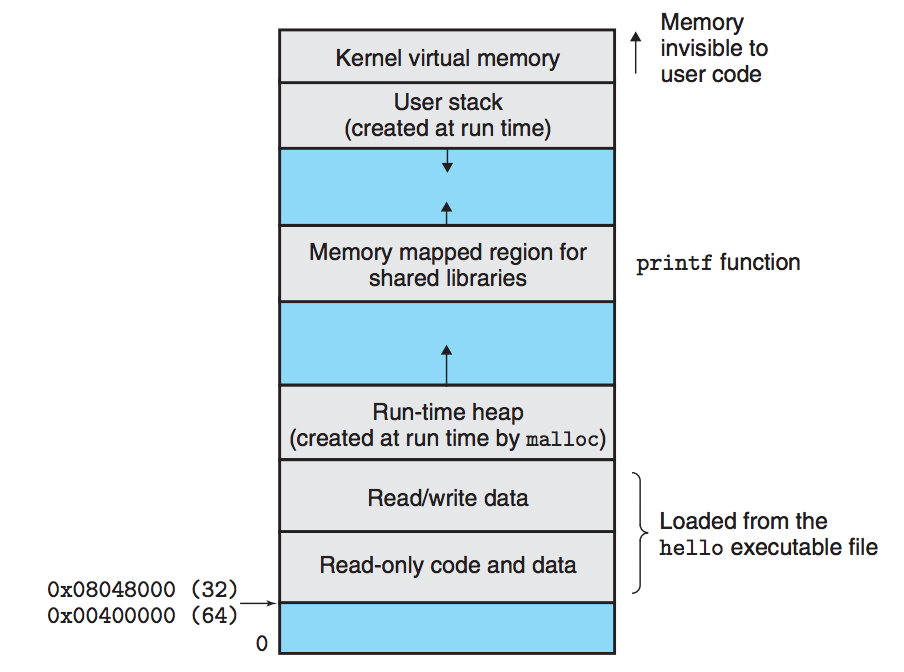 Kernel virtual memory
Memory
invisible to
user code
User stack
(created at run time)
Memory mapped region for
shared libraries
printf function
Run-time heap
(created at run time by malloc)
Read/write data
Loaded from the
hello executable file
Read-only code and data
0x08048000 (32)
0x00400000 (64)
0